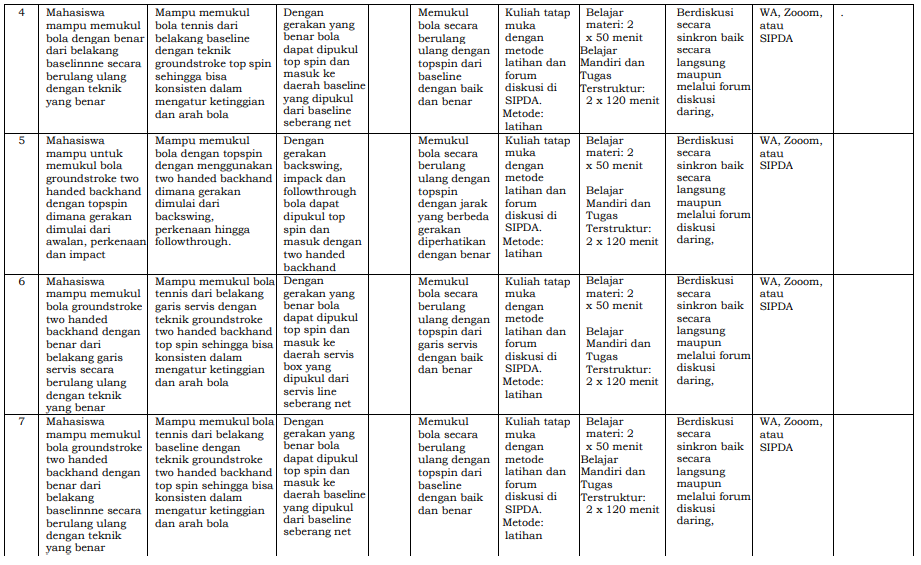 4
Mahasiswa
mampu memukul
bola dengan benar
dari belakang
baselinnne secara
berulang ulang
dengan teknik
yang benar
Mampu memukul
bola tennis dari
belakang baseline
dengan teknik
groundstroke top spin
sehingga bisa
konsisten dalam
mengatur ketinggian
dan arah bola
Dengan
gerakan yang
benar bola
dapat dipukul
top spin dan
masuk ke
daerah baseline
yang dipukul
dari baseline
seberang net
Memukul
bola secara
berulang
ulang dengan
topspin dari
baseline
dengan baik
dan benar
Kuliah tatap
muka
dengan
metode
latihan dan
forum
diskusi di
SIPDA.
Metode:
latihan
Belajar
materi: 2
x 50 menit
Belajar
Mandiri dan
Tugas
Terstruktur:
2 x 120 menit
Berdiskusi
secara
sinkron baik
secara
langsung
maupun
melalui forum
diskusi
daring,
WA, Zooom,
atau
SIPDA
.
5
Mahasiswa
mampu untuk
memukul bola
groundstroke two
handed backhand
dengan topspin
dimana gerakan
dimulai dari
awalan, perkenaan
dan impact
Mampu memukul
bola dengan topspin
dengan menggunakan
two handed backhand
dimana gerakan
dimulai dari
backswing,
perkenaan hingga
followthrough.
Dengan
gerakan
backswing,
impact dan
followthrough
bola dapat
dipukul top
spin dan
masuk dengan
two handed
backhand
Memukul
bola secara
berulang
ulang dengan
topspin
dengan jarak
yang berbeda
gerakan
diperhatikan
dengan benar
Kuliah tatap
muka
dengan
metode
latihan dan
forum
diskusi di
SIPDA.
Metode:
latihan
Belajar
materi: 2
x 50 menit
Belajar
Mandiri dan
Tugas
Terstruktur:
2 x 120 menit
Berdiskusi
secara
sinkron baik
secara
langsung
maupun
melalui forum
diskusi
daring,
WA, Zooom,
atau
SIPDA
6
Mahasiswa
mampu memukul
bola groundstroke
two handed
backhand dengan
benar dari
belakang garis
servis secara
berulang ulang
dengan teknik
yang benar
Mampu memukul bola
tennis dari belakang
garis servis dengan
teknik groundstroke
two handed backhand
top spin sehingga bisa
konsisten dalam
mengatur ketinggian
dan arah bola
Dengan
gerakan yang
benar bola
dapat dipukul
top spin dan
masuk ke
daerah servis
box yang
dipukul dari
servis line
seberang net
Memukul
bola secara
berulang
ulang dengan
topspin dari
garis servis
dengan baik
dan benar
Kuliah tatap
muka
dengan
metode
latihan dan
forum
diskusi di
SIPDA.
Metode:
latihan
Belajar
materi: 2
x 50 menit
Belajar
Mandiri dan
Tugas
Terstruktur:
2 x 120 menit
Berdiskusi
secara
sinkron baik
secara
langsung
maupun
melalui forum
diskusi
daring,
WA, Zooom,
atau
SIPDA
7
Mahasiswa
mampu memukul
bola groundstroke
two handed
backhand dengan
benar dari
belakang
baselinnne secara
berulang ulang
dengan teknik
yang benar
Mampu memukul bola
tennis dari belakang
baseline dengan
teknik groundstroke
two handed backhand
top spin sehingga bisa
konsisten dalam
mengatur ketinggian
dan arah bola
Dengan
gerakan yang
benar bola
dapat dipukul
top spin dan
masuk ke
daerah baseline
yang dipukul
dari baseline
seberang net
Memukul
bola secara
berulang
ulang dengan
topspin dari
baseline
dengan baik
dan benar
Kuliah tatap
muka
dengan
metode
latihan dan
forum
diskusi di
SIPDA.
Metode:
latihan
Belajar
materi: 2
x 50 menit
Belajar
Mandiri dan
Tugas
Terstruktur:
2 x 120 menit
Berdiskusi
secara
sinkron baik
secara
langsung
maupun
melalui forum
diskusi
daring,
WA, Zooom,
atau
SIPDA